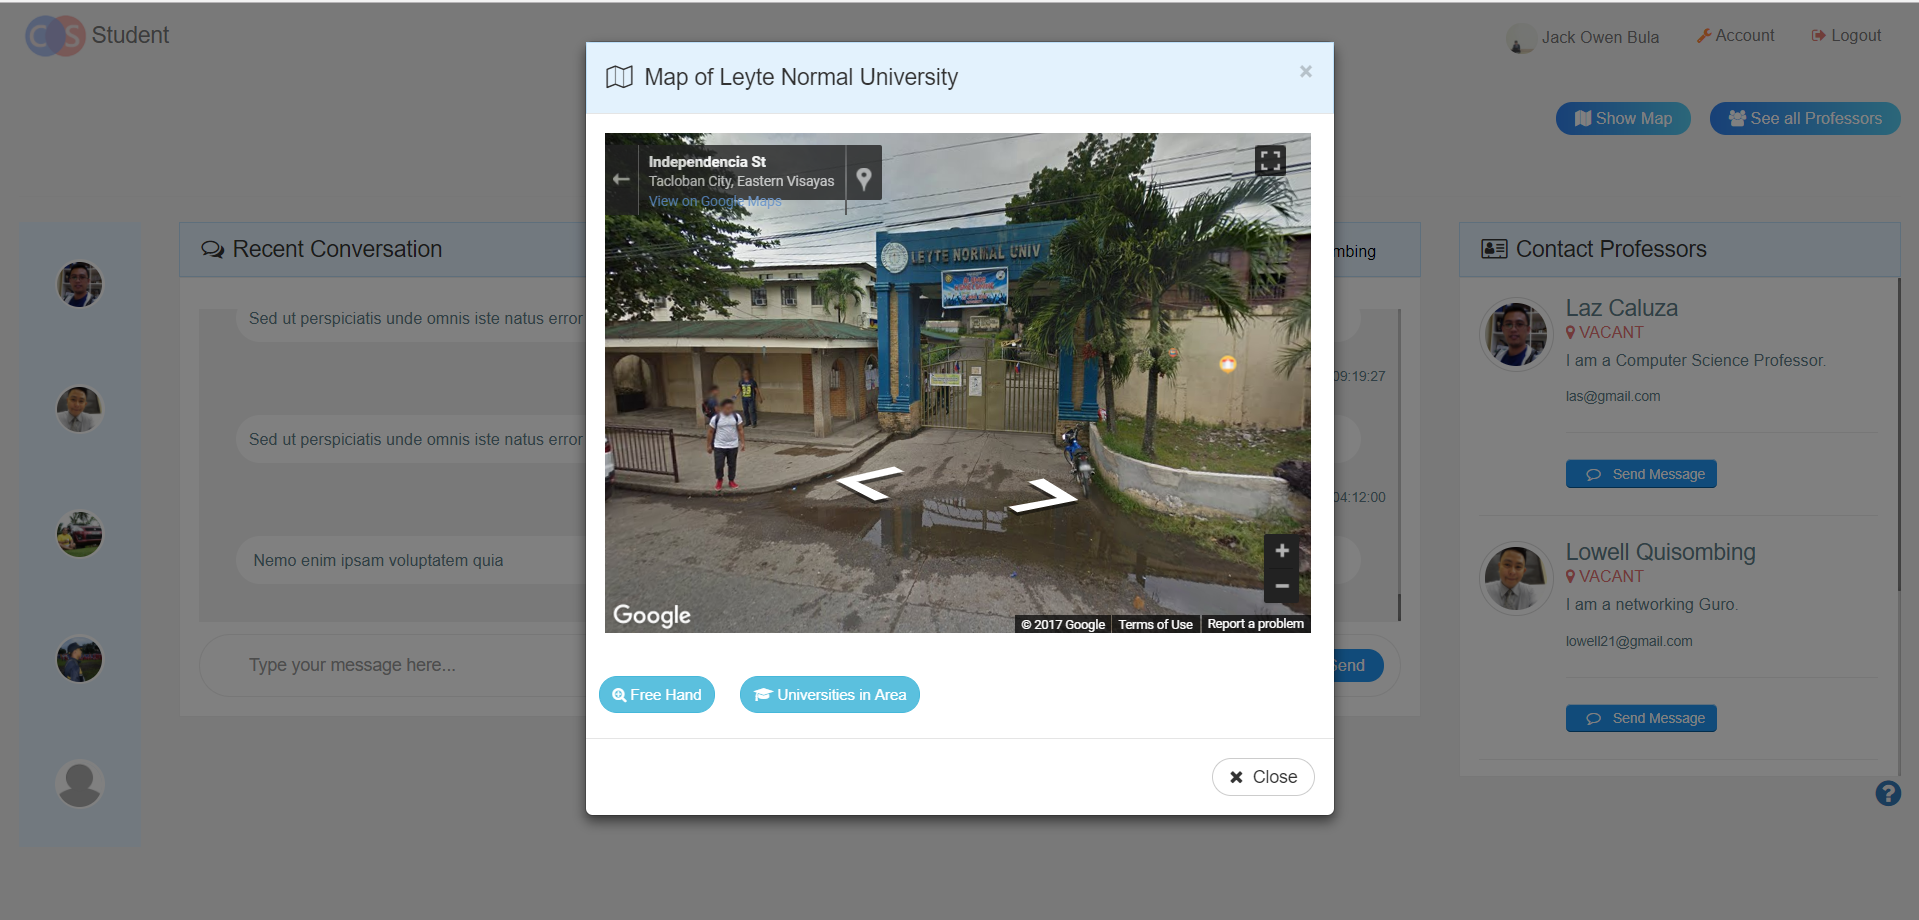 CS Student
Jack Owen Bula
Account
Logout
Show Map
See all Professors
Map of Leyte Normal University
×
Independencia St
Tacloban City, Eastern Visayas
View on Google Maps
LEYTE NORMAL UNIV
Google
© 2017 Google
Terms of Use
Report a problem
Free Hand
Universities in Area
Close
Recent Conversation
mbing
Sed ut perspiciatis unde omnis iste natus error
09:19:27
Sed ut perspiciatis unde omnis iste natus error
04:12:00
Nemo enim ipsam voluptatem quia
Type your message here...
Send
Contact Professors
Laz Caluza
VACANT
I am a Computer Science Professor.
las@gmail.com
Send Message
Lowell Quisombing
VACANT
I am a networking Guro.
lowell21@gmail.com
Send Message
?